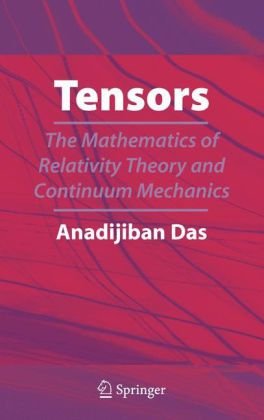 Tensors
The Mathematics of
Relativity Theory and
Continuum Mechanics
Anadijiban Das
Springer